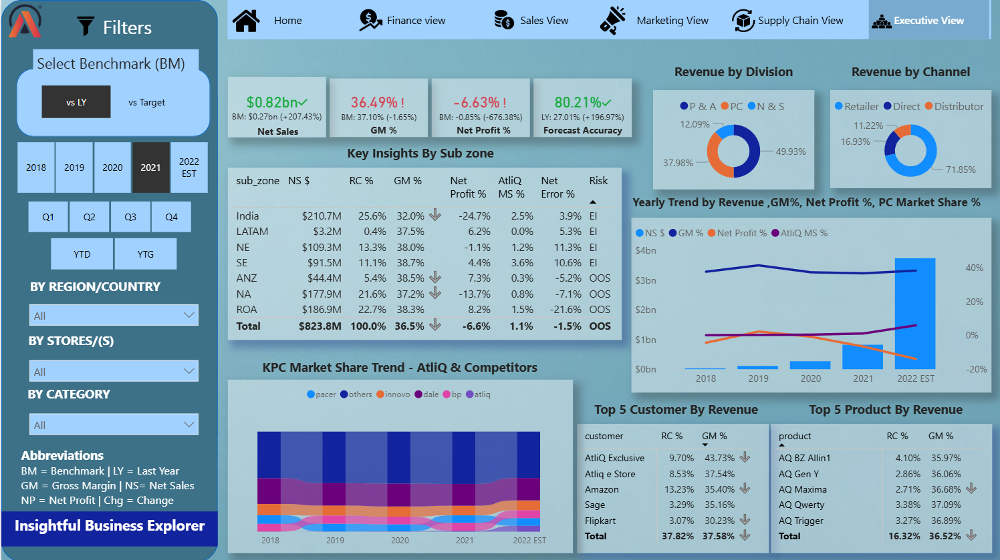 Filters
Select Benchmark (BM)
vs LY
vs Target
2018
2019
2020
2021
2022
EST
Q1
Q2
Q3
Q4
YTD
YTG
BY REGION/COUNTRY
All
BY STORES/(S)
All
BY CATEGORY
All
Abbreviations
BM = Benchmark | LY = Last Year
GM = Gross Margin | NS= Net Sales
NP = Net Profit | Chg = Change
Insightful Business Explorer
Home
Finance view
Sales View
Marketing View
Supply Chain View
Executive View
$0.82bn
BM: $0.27bn (+207.43%)
Net Sales
36.49% !
BM: 37.10% (-1.65%)
GM %
-6.63% !
BM: -0.85% (-676.38%)
Net Profit %
80.21%
LY: 27.01% (+196.97%)
Forecast Accuracy
Revenue by Division
P & A PC N & S
12.09%
49.93%
37.98%
Revenue by Channel
Retailer Direct Distributor
11.22%
16.93%
71.85%
Key Insights By Sub zone
sub_zone NS $ RC % GM % Net Profit % AtliQ MS % Net Error % Risk
India $210.7M 25.6% 32.0% -24.7% 2.5% 3.9% EI
LATAM $3.2M 0.4% 37.5% 6.2% 0.0% 5.3% EI
NE $109.3M 13.3% 38.0% -1.1% 1.2% 11.3% EI
SE $91.5M 11.1% 38.7% 4.4% 3.6% 10.6% EI
ANZ $44.4M 5.4% 38.5% 7.3% 0.3% -5.2% OOS
NA $177.9M 21.6% 37.2% -13.7% 0.8% -7.1% OOS
ROA $186.9M 22.7% 38.3% 8.2% 1.5% -21.6% OOS
Total $823.8M 100.0% 36.5% -6.6% 1.1% -1.5% OOS
Yearly Trend by Revenue ,GM%, Net Profit %, PC Market Share %
NS $ GM % Net Profit % AtliQ MS %
$4bn
$3bn
$2bn
$1bn
$0bn
40%
20%
0%
-20%
2018 2019 2020 2021 2022 EST
KPC Market Share Trend - AtliQ & Competitors
pacer others innovo dale bp atliq
2018 2019 2020 2021 2022 EST
Top 5 Customer By Revenue
customer RC % GM %
AtliQ Exclusive 9.70% 43.73%
Atliq e Store 8.53% 37.54%
Amazon 13.23% 35.40%
Sage 3.29% 35.16%
Flipkart 3.07% 30.23%
Total 37.82% 37.58%
Top 5 Product By Revenue
product RC % GM %
AQ BZ Allin1 4.10% 35.97%
AQ Gen Y 2.86% 36.06%
AQ Maxima 2.71% 36.68%
AQ Qwerty 3.38% 37.09%
AQ Trigger 3.27% 36.89%
Total 16.32% 36.52%